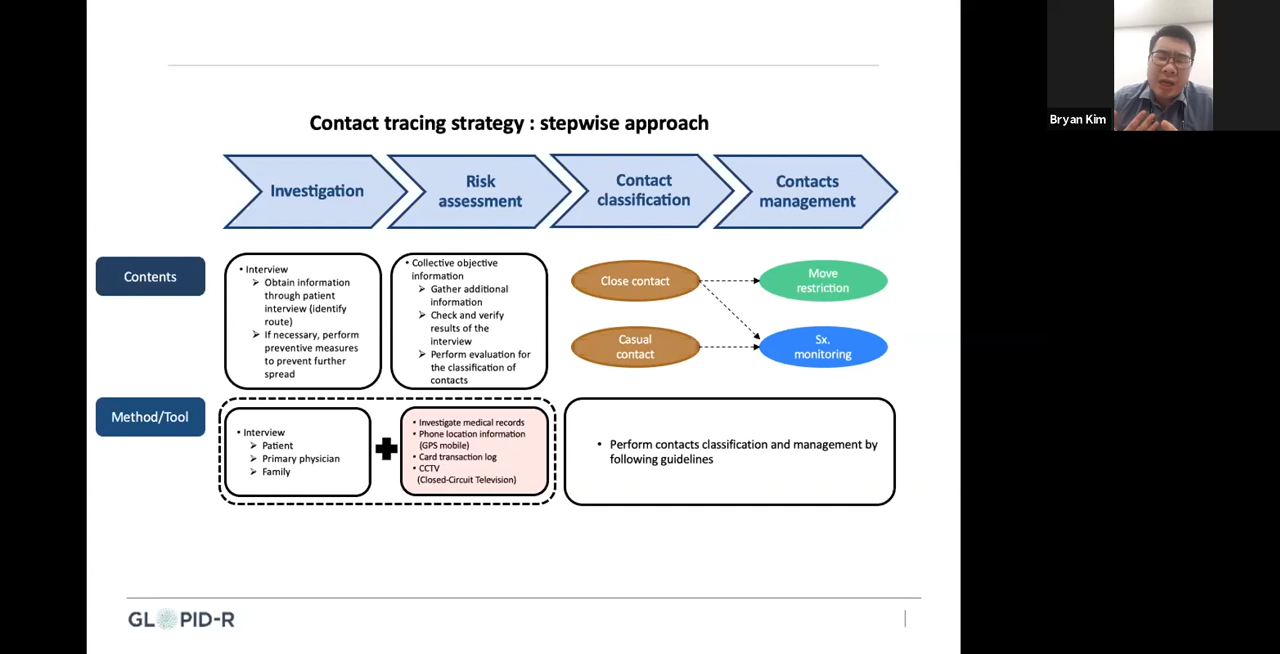 Bryan Kim
Contact tracing strategy : stepwise approach
Investigation
Risk
assessment
Contact
classification
Contacts
management
Contents
• Interview
➢ Obtain information
through patient
interview (identify
route)
➢ If necessary, perform
preventive measures
to prevent further
spread
• Collective objective
information
➢ Gather additional
information
➢ Check and verify
results of the
interview
➢ Perform evaluation for
the classification of
contacts
Close contact
Casual
contact
Move
restriction
Sx.
monitoring
Method/Tool
• Interview
➢ Patient
➢ Primary physician
➢ Family
• Investigate medical records
• Phone location information
(GPS mobile)
• Card transaction log
• CCTV
(Closed-Circuit Television)
• Perform contacts classification and management by
following guidelines
GLOPID-R